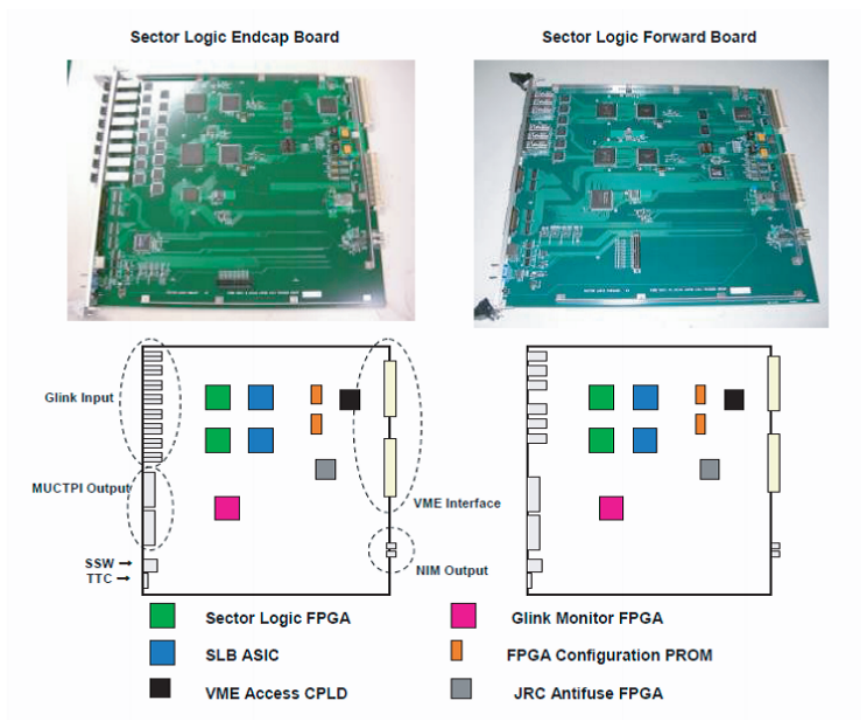 Sector Logic Endcap Board
Sector Logic Forward Board
Glink Input
MUCTPI Output
VME Interface
SSW →
TTC →
NIM Output
Sector Logic FPGA
Glink Monitor FPGA
SLB ASIC
FPGA Configuration PROM
VME Access CPLD
JRC Antifuse FPGA